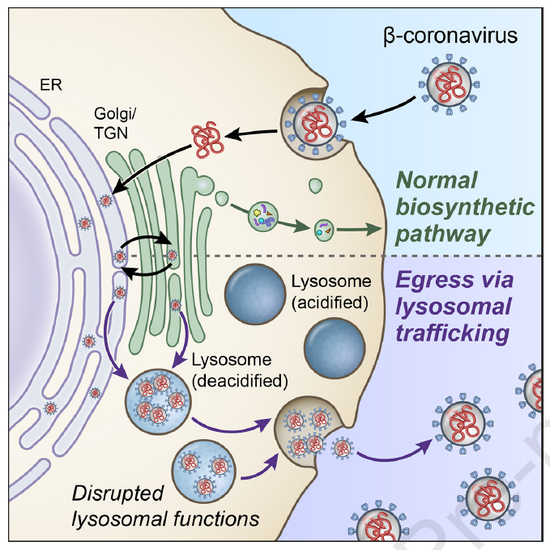 β-coronavirus
ER
Golgi/
TGN
Normal
biosynthetic
pathway
Lysosome
(acidified)
Egress via
lysosomal
trafficking
Lysosome
(deacidified)
Disrupted
lysosomal functions